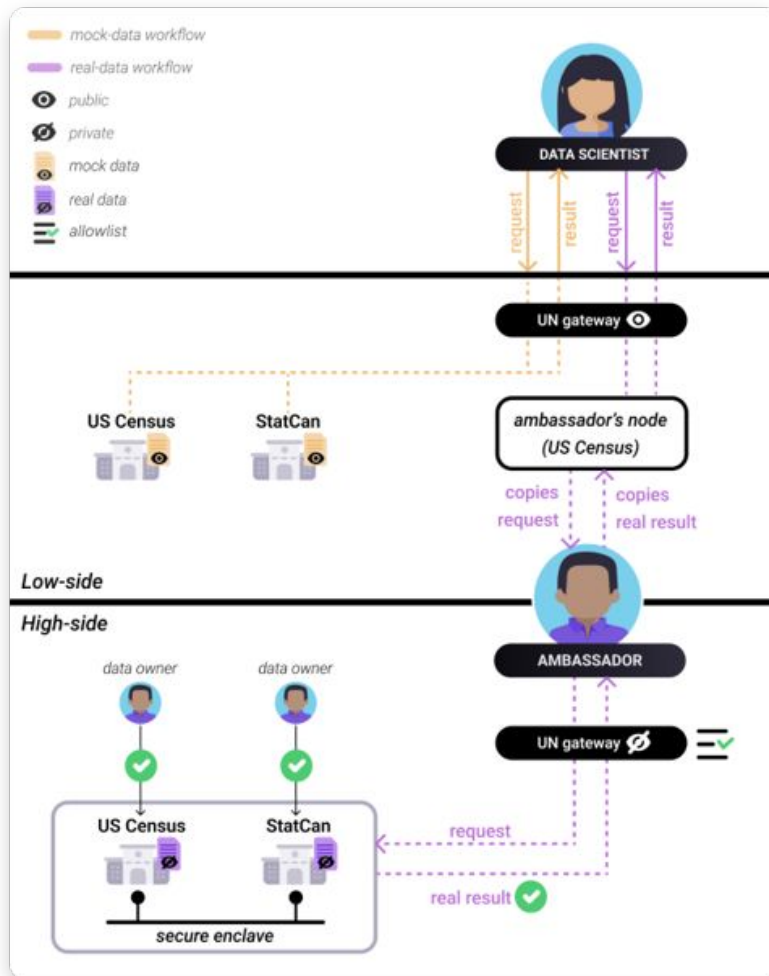 mock-data workflow
real-data workflow
public
private
mock data
real data
allowlist
DATA SCIENTIST
request
result
request
result
UN gateway
US Census
StatCan
ambassador's node
(US Census)
copies
request
copies
real result
Low-side
High-side
AMBASSADOR
data owner
data owner
UN gateway
US Census
StatCan
request
real result
secure enclave